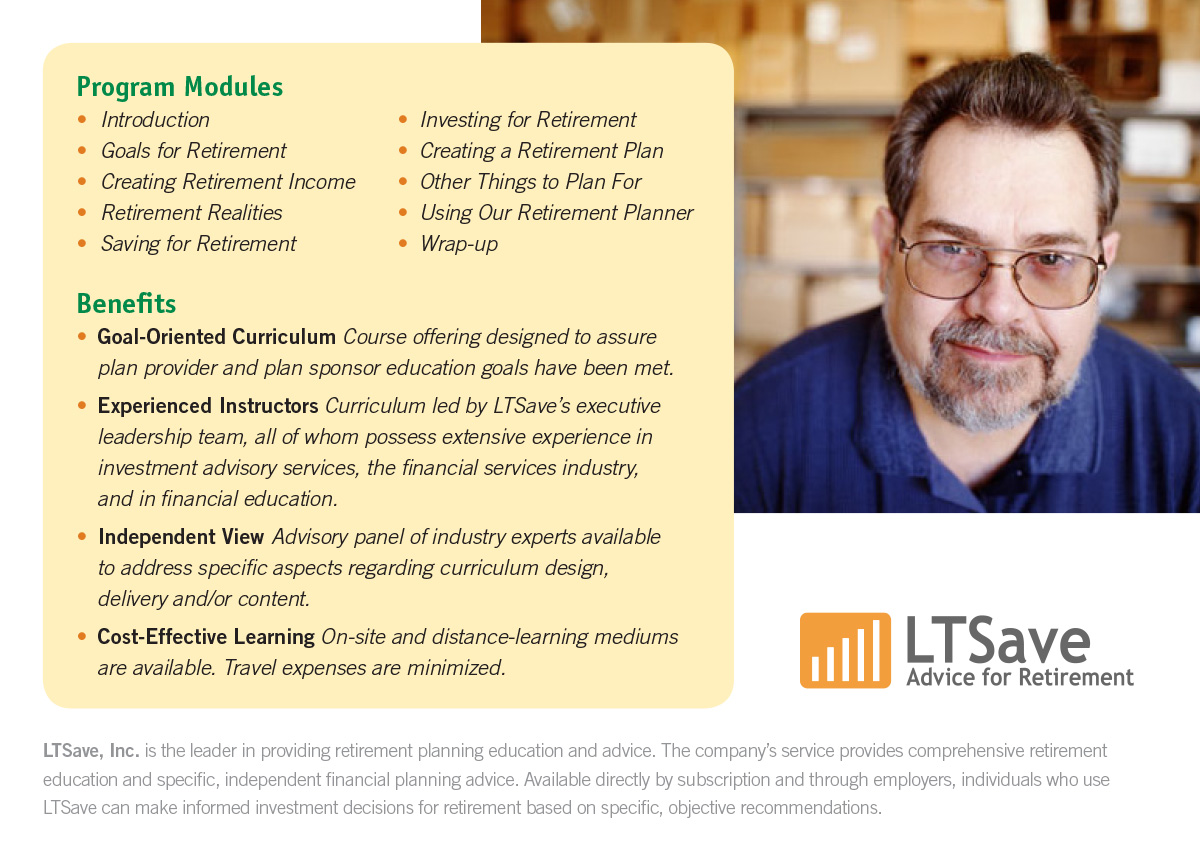 Program Modules
• Introduction
• Goals for Retirement
• Creating Retirement Income
• Retirement Realities
• Saving for Retirement
• Investing for Retirement
• Creating a Retirement Plan
• Other Things to Plan For
• Using Our Retirement Planner
• Wrap-up
Benefits
• Goal-Oriented Curriculum Course offering designed to assure
plan provider and plan sponsor education goals have been met.
• Experienced Instructors Curriculum led by LTSave’s executive
leadership team, all of whom possess extensive experience in
investment advisory services, the financial services industry,
and in financial education.
• Independent View Advisory panel of industry experts available
to address specific aspects regarding curriculum design,
delivery and/or content.
• Cost-Effective Learning On-site and distance-learning mediums
are available. Travel expenses are minimized.
LTSave
Advice for Retirement
LTSave, Inc. is the leader in providing retirement planning education and advice. The company’s service provides comprehensive retirement
education and specific, independent financial planning advice. Available directly by subscription and through employers, individuals who use
LTSave can make informed investment decisions for retirement based on specific, objective recommendations.